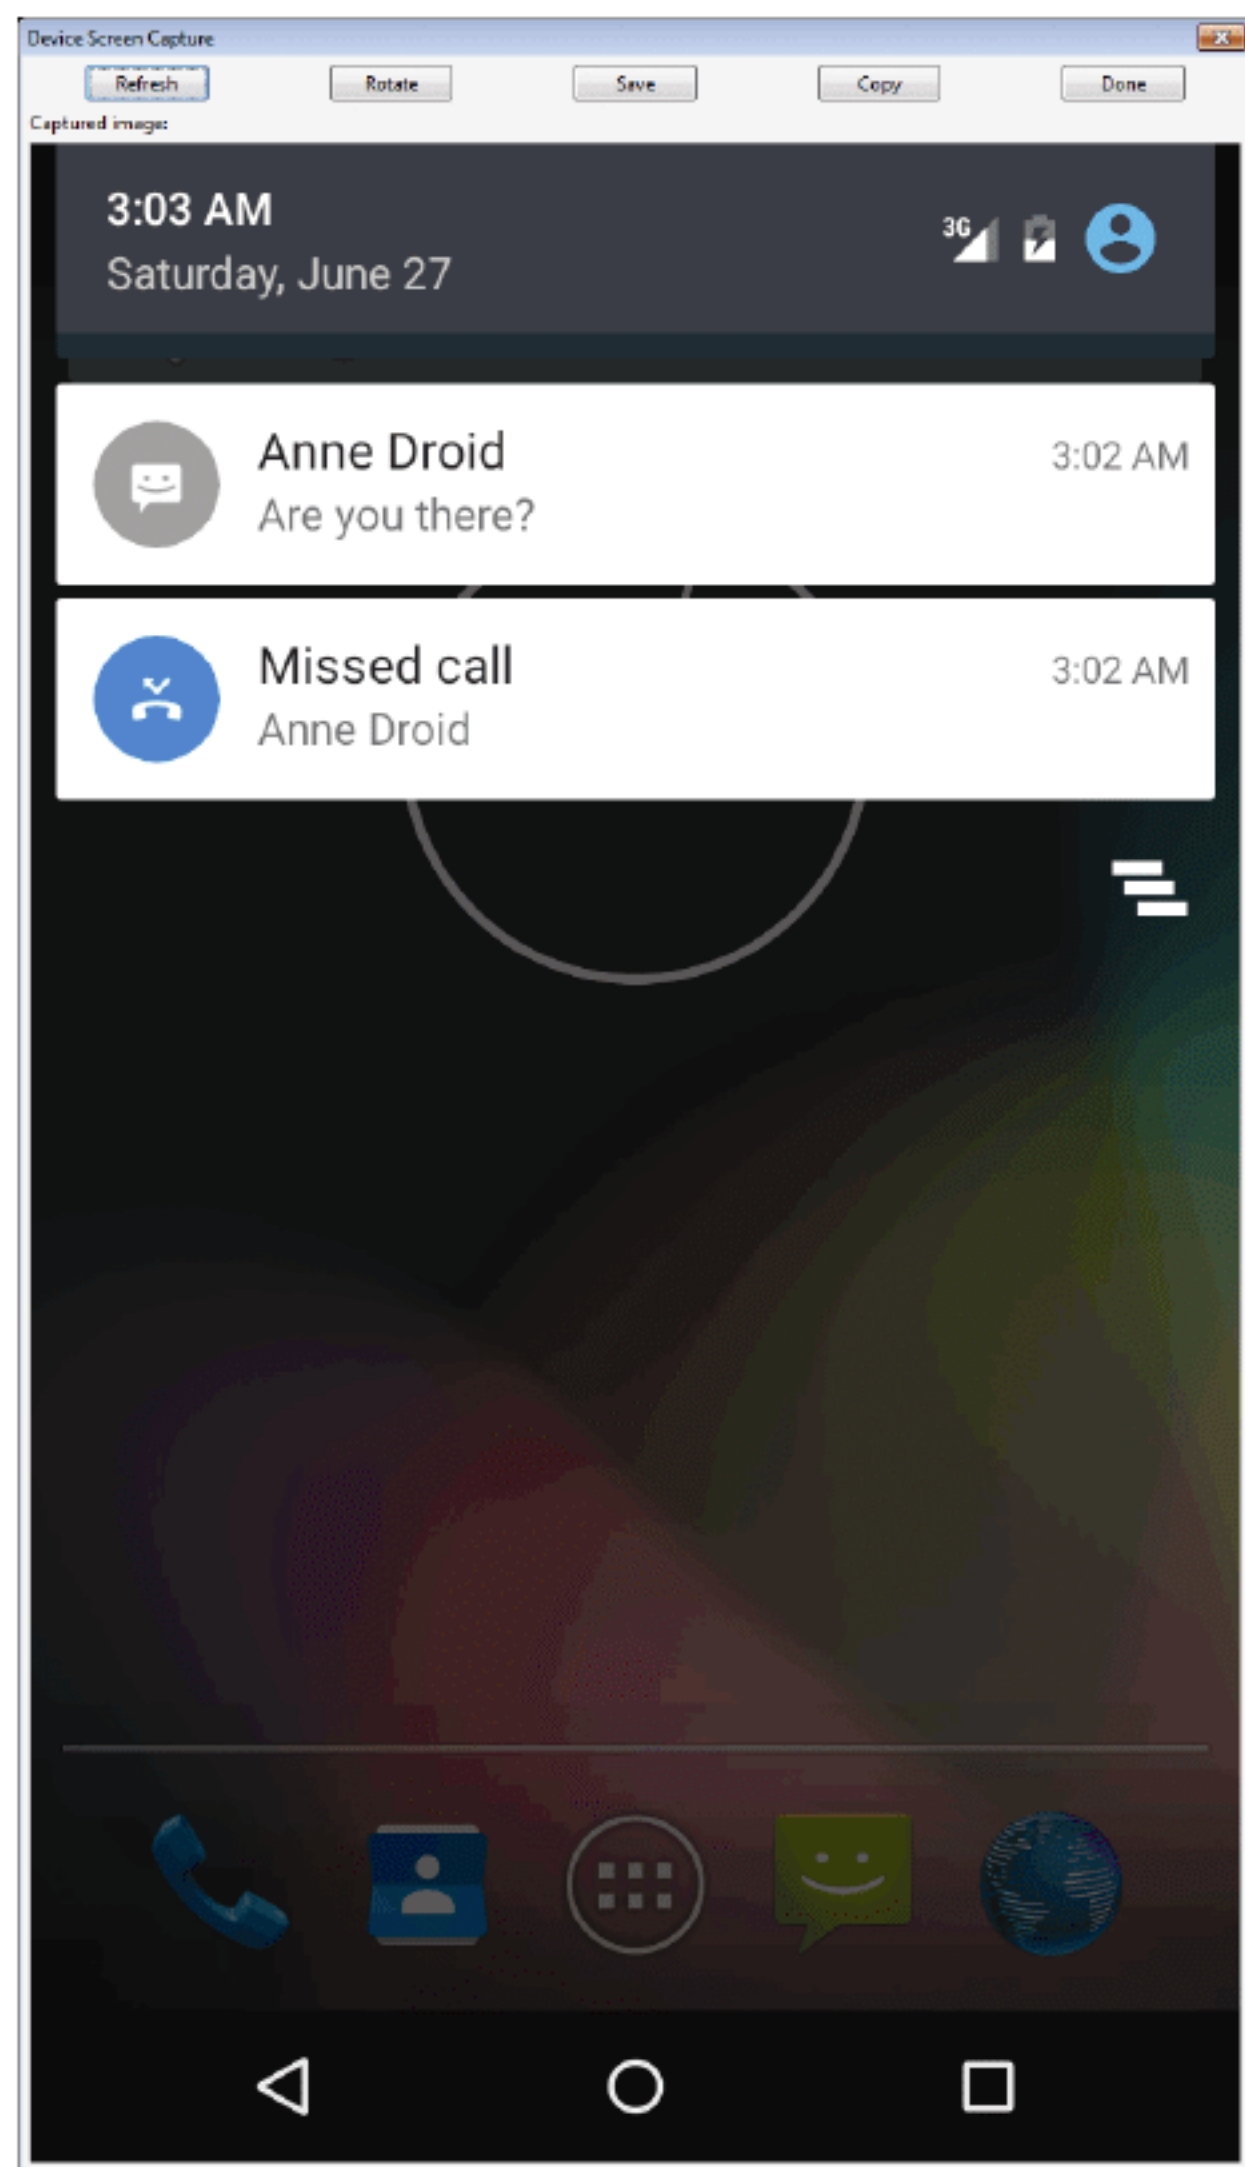 Device Screen Capture
Refresh Rotate Save Copy Done
Captured image:
3:03 AM
3G
Saturday, June 27
Anne Droid 3:02 AM
Are you there?
Missed call 3:02 AM
Anne Droid